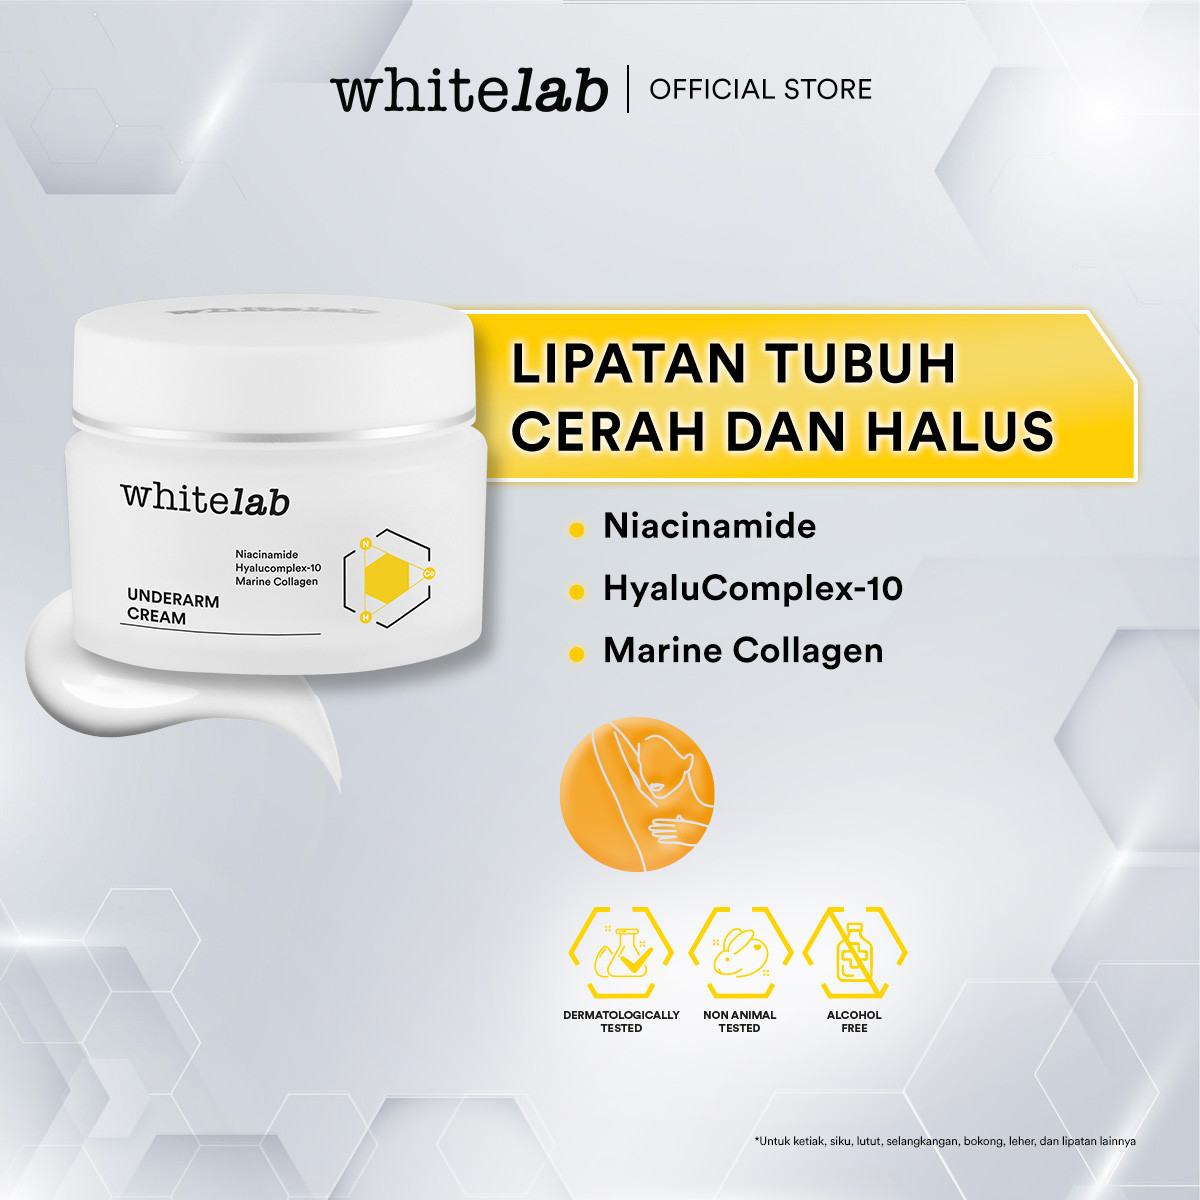 whitelab | OFFICIAL STORE
whitelab
LIPATAN TUBUH
CERAH DAN HALUS
whitelab
Niacinamide
Hyalucomplex-10
Marine Collagen
UNDERARM
CREAM
N
Co
H
Niacinamide
HyaluComplex-10
Marine Collagen
DERMATOLOGICALLY
TESTED
NON ANIMAL
TESTED
ALCOHOL
FREE
*Untuk ketiak, siku, lutut, selangkangan, bokong, leher, dan lipatan lainnya